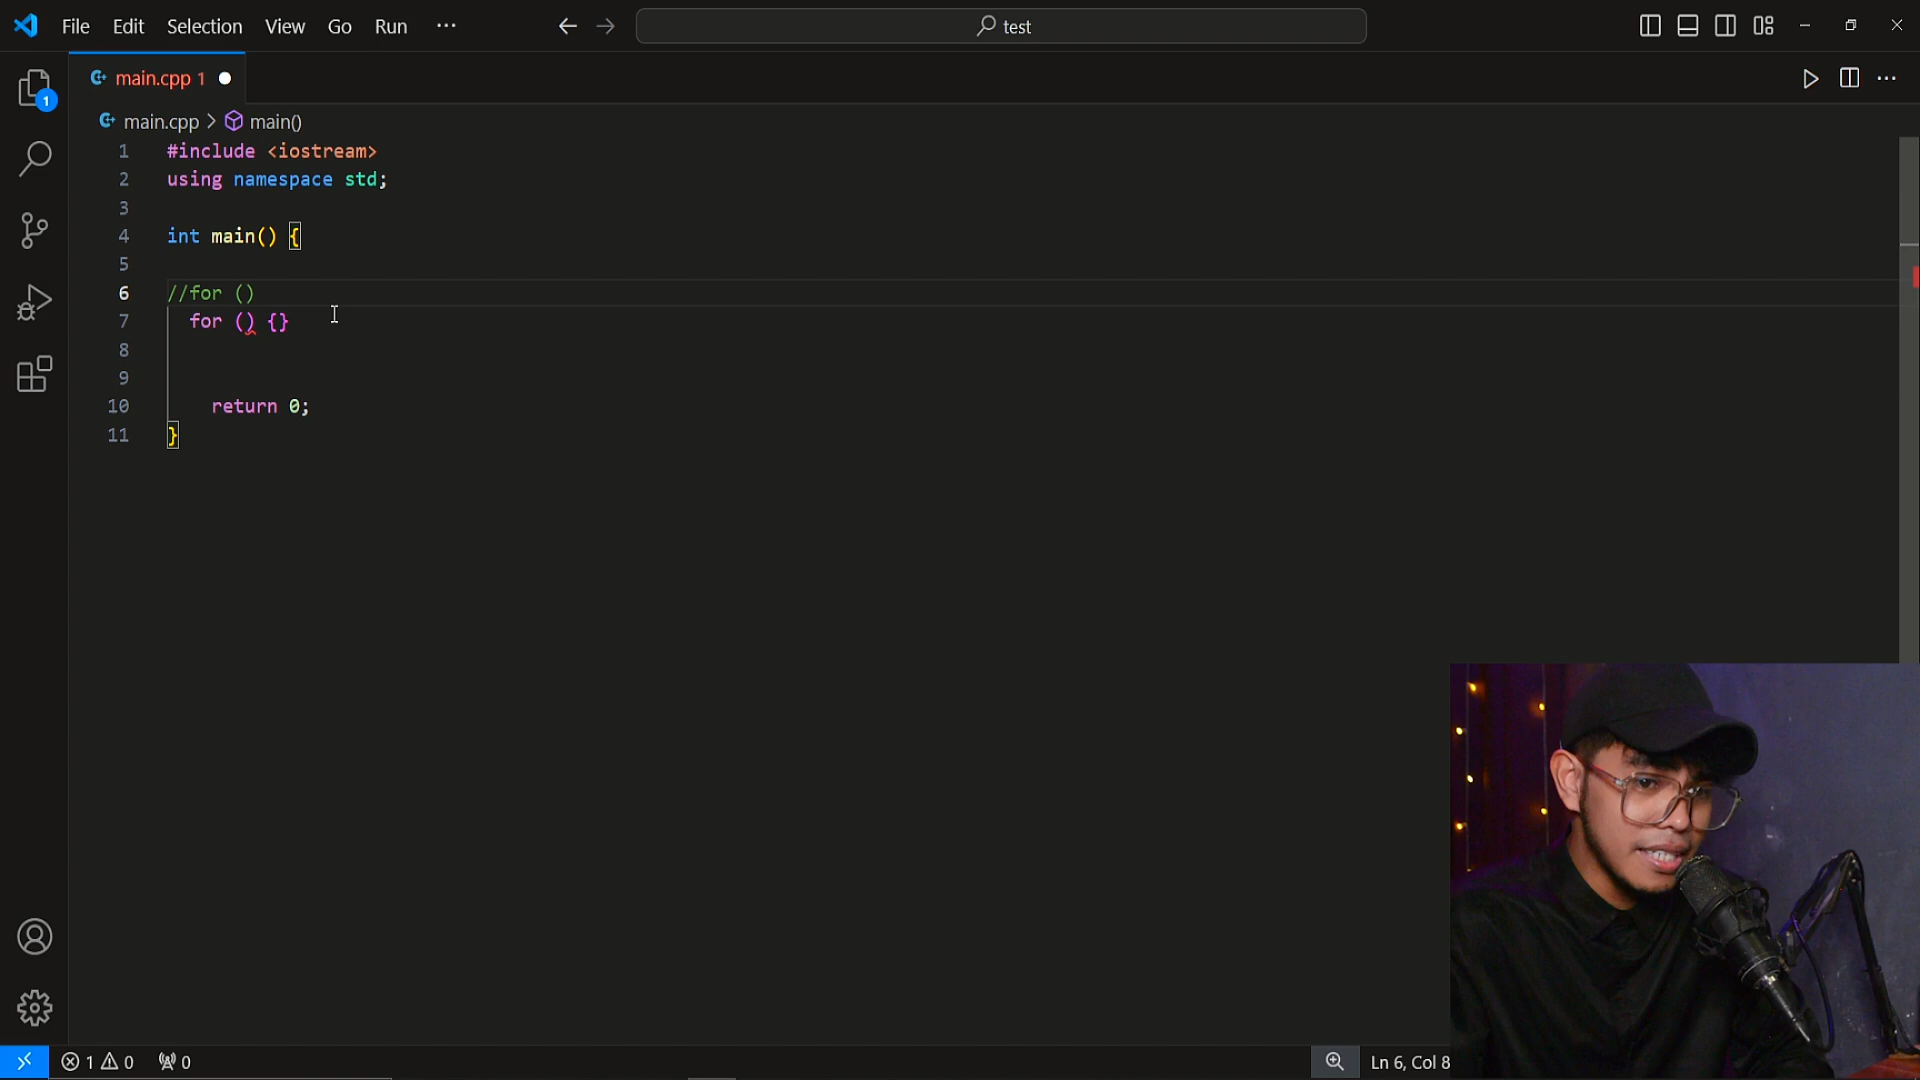 File Edit Selection View Go Run ··· ← → test
main.cpp 1
main.cpp > main()
1 #include <iostream>
2 using namespace std;
3
4 int main() {
5
6 //for ()
7 for () {}
8
9
10 return 0;
11 }
1
1 0 0
Ln 6, Col 8